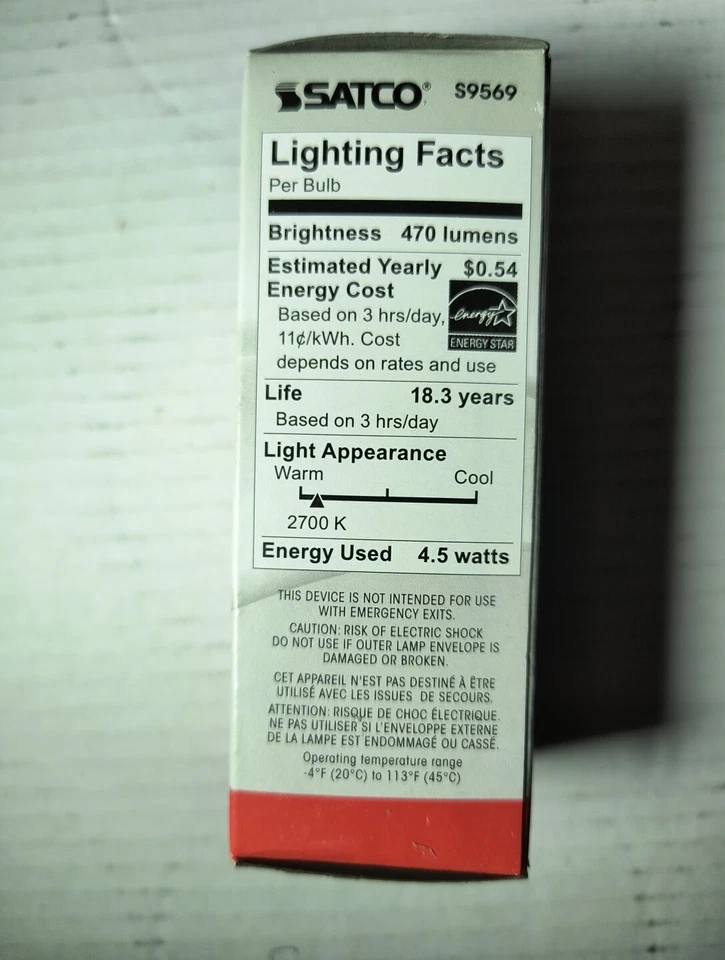 SATCO® S9569
Lighting Facts
Per Bulb
Brightness 470 lumens
Estimated Yearly $0.54
Energy Cost
Based on 3 hrs/day,
11¢/kWh. Cost
depends on rates and use
energy
ENERGY STAR
Life 18.3 years
Based on 3 hrs/day
Light Appearance
Warm Cool
2700 K
Energy Used 4.5 watts
THIS DEVICE IS NOT INTENDED FOR USE
WITH EMERGENCY EXITS.
CAUTION: RISK OF ELECTRIC SHOCK
DO NOT USE IF OUTER LAMP ENVELOPE IS
DAMAGED OR BROKEN.
CET APPAREIL N'EST PAS DESTINÉ À ÊTRE
UTILISÉ AVEC LES ISSUES DE SECOURS.
ATTENTION: RISQUE DE CHOC ÉLECTRIQUE.
NE PAS UTILISER SI L'ENVELOPPE EXTERNE
DE LA LAMPE EST ENDOMMAGÉ OU CASSÉ.
Operating temperature range
-4°F (20°C) to 113°F (45°C)